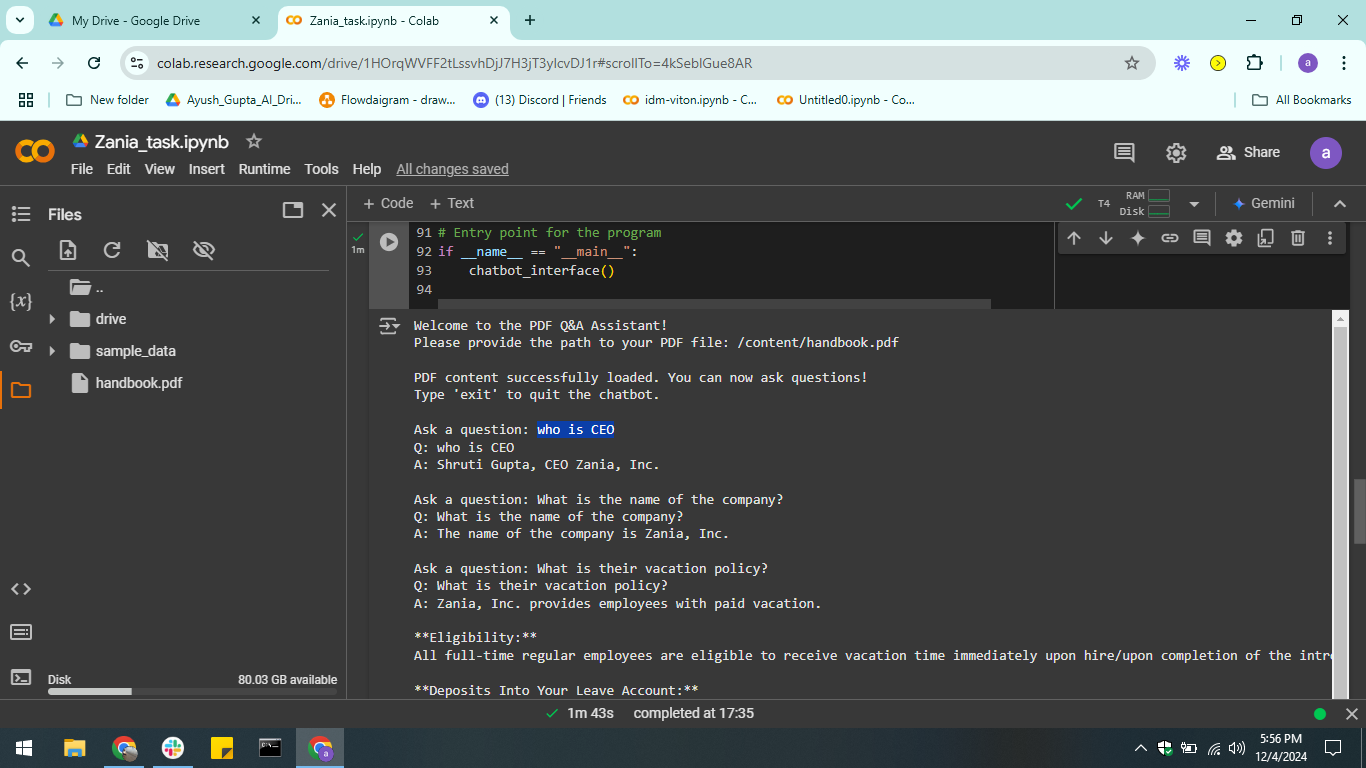 My Drive - Google Drive
Zania_task.ipynb - Colab
colab.research.google.com/drive/1HOrqWVFF2tLssvhDjJ7H3jT3yIcvDJ1r#scrollTo=4kSeblGue8AR
a
New folder
Ayush_Gupta_AI_Dri...
Flowdaigram - draw...
(13) Discord | Friends
idm-viton.ipynb - C...
Untitled0.ipynb - Co...
All Bookmarks
Zania_task.ipynb
File Edit View Insert Runtime Tools Help All changes saved
Share
a
Files
+ Code + Text
T4
RAM
Disk
Gemini
..
drive
sample_data
handbook.pdf
{x}
Disk 80.03 GB available
1m
91 # Entry point for the program
92 if __name__ == "__main__":
93 chatbot_interface()
94
Welcome to the PDF Q&A Assistant!
Please provide the path to your PDF file: /content/handbook.pdf
PDF content successfully loaded. You can now ask questions!
Type 'exit' to quit the chatbot.
Ask a question: who is CEO
Q: who is CEO
A: Shruti Gupta, CEO Zania, Inc.
Ask a question: What is the name of the company?
Q: What is the name of the company?
A: The name of the company is Zania, Inc.
Ask a question: What is their vacation policy?
Q: What is their vacation policy?
A: Zania, Inc. provides employees with paid vacation.
**Eligibility:**
All full-time regular employees are eligible to receive vacation time immediately upon hire/upon completion of the intr
**Deposits Into Your Leave Account:**
1m 43s completed at 17:35
5:56 PM
12/4/2024